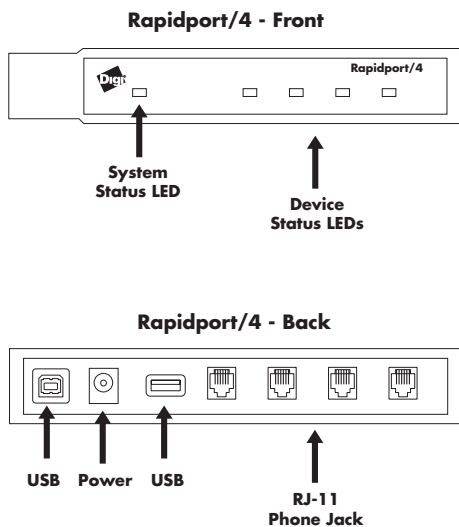 Rapidport/4 - Front
Digi
Rapidport/4
System
Status LED
Device
Status LEDs
Rapidport/4 - Back
USB
Power
USB
RJ-11
Phone Jack